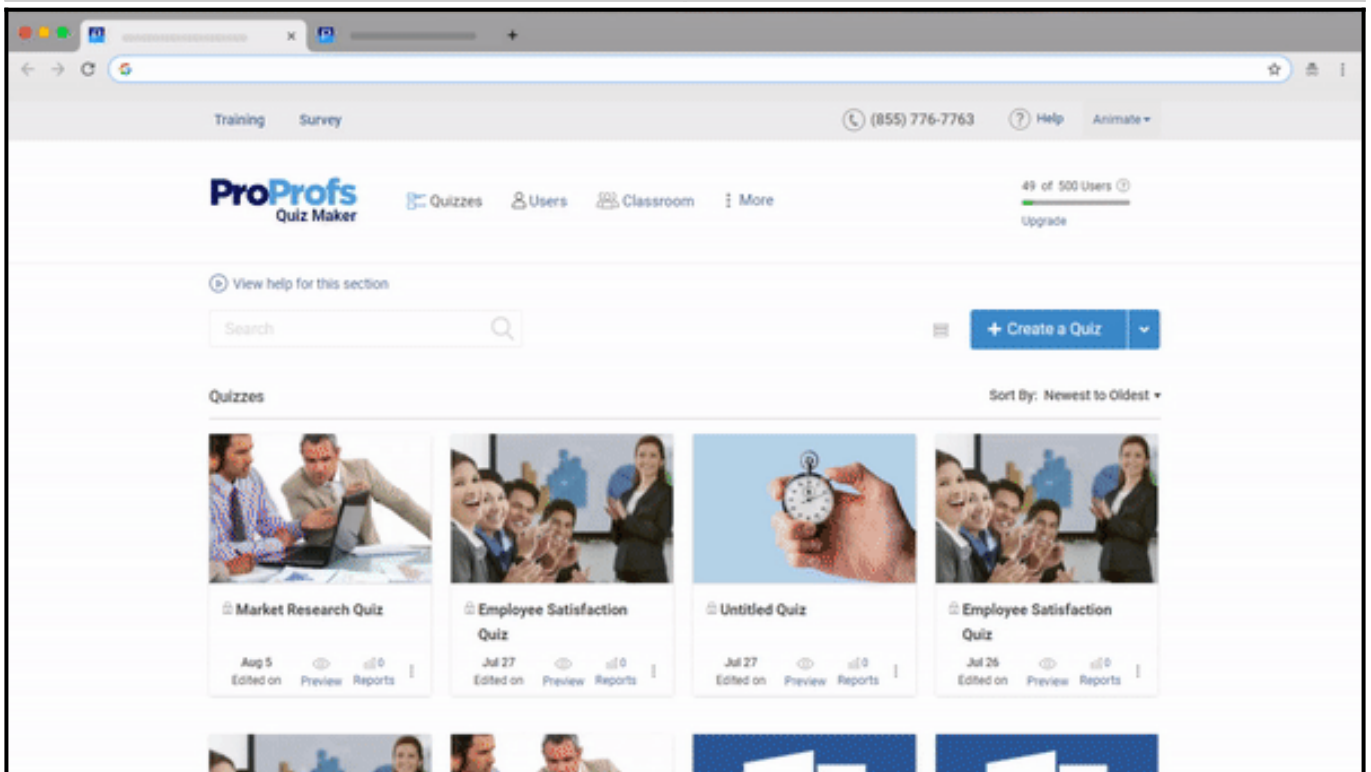 Training Survey (855) 776-7763 Help Animate
ProProfs
Quiz Maker
Quizzes Users Classroom More
49 of 500 Users
Upgrade
View help for this section
Search
+ Create a Quiz
Quizzes Sort By: Newest to Oldest
Market Research Quiz
Aug 5
Edited on Preview 0 Reports
Employee Satisfaction
Quiz
Jul 27
Edited on Preview 0 Reports
Untitled Quiz
Jul 27
Edited on Preview 0 Reports
Employee Satisfaction
Quiz
Jul 26
Edited on Preview 0 Reports